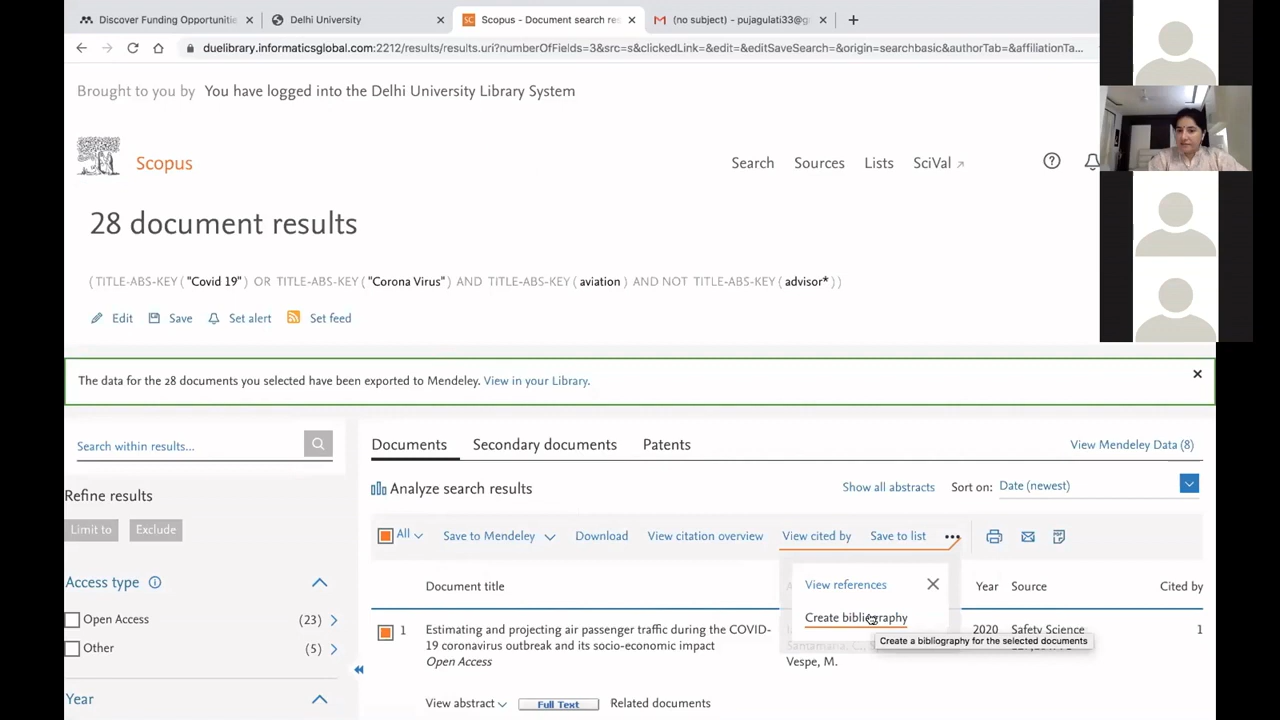 Discover Funding Opportunitie
Delhi University
Scopus - Document search res
(no subject) - pujagulati33@g
duelibrary.informaticsglobal.com:2212/results/results.uri?numberOfFields=3&src=s&clickedLink=&edit=&editSaveSearch=&origin=searchbasic&authorTab=&affiliationTa...
Brought to you by You have logged into the Delhi University Library System
Scopus
Search Sources Lists SciVal
28 document results
( TITLE-ABS-KEY ( "Covid 19" ) OR TITLE-ABS-KEY ( "Corona Virus" ) AND TITLE-ABS-KEY ( aviation ) AND NOT TITLE-ABS-KEY ( advisor* ) )
Edit Save Set alert Set feed
The data for the 28 documents you selected have been exported to Mendeley. View in your Library.
Search within results...
Documents Secondary documents Patents
View Mendeley Data (8)
Refine results
Analyze search results
Show all abstracts
Sort on: Date (newest)
Limit to Exclude
All Save to Mendeley Download View citation overview View cited by Save to list
Access type
Document title
View references
Year Source Cited by
Open Access (23)
Create bibliography
Other (5)
1 Estimating and projecting air passenger traffic during the COVID-
19 coronavirus outbreak and its socio-economic impact
Open Access
2020 Safety Science 1
Create a bibliography for the selected documents
Vespe, M.
Year
View abstract Full Text Related documents